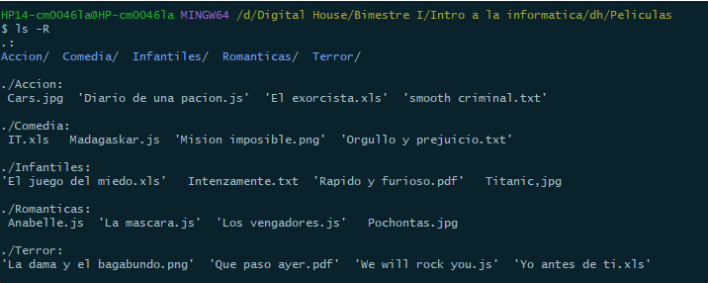 HP14-cm0046la@HP-cm0046la MINGW64 /d/Digital House/Bimestre I/Intro a la informatica/dh/Peliculas
$ ls -R
.:
Accion/  Comedia/  Infantiles/  Romanticas/  Terror/

./Accion:
 Cars.jpg  'Diario de una pacion.js'  'El exorcista.xls'  'smooth criminal.txt'

./Comedia:
 IT.xls   Madagaskar.js  'Mision imposible.png'  'Orgullo y prejuicio.txt'

./Infantiles:
'El juego del miedo.xls'   Intenzamente.txt  'Rapido y furioso.pdf'   Titanic,jpg

./Romanticas:
 Anabelle.js  'La mascara.js'  'Los vengadores.js'   Pochontas.jpg

./Terror:
'La dama y el bagabundo.png'  'Que paso ayer.pdf'  'We will rock you.js'  'Yo antes de ti.xls'